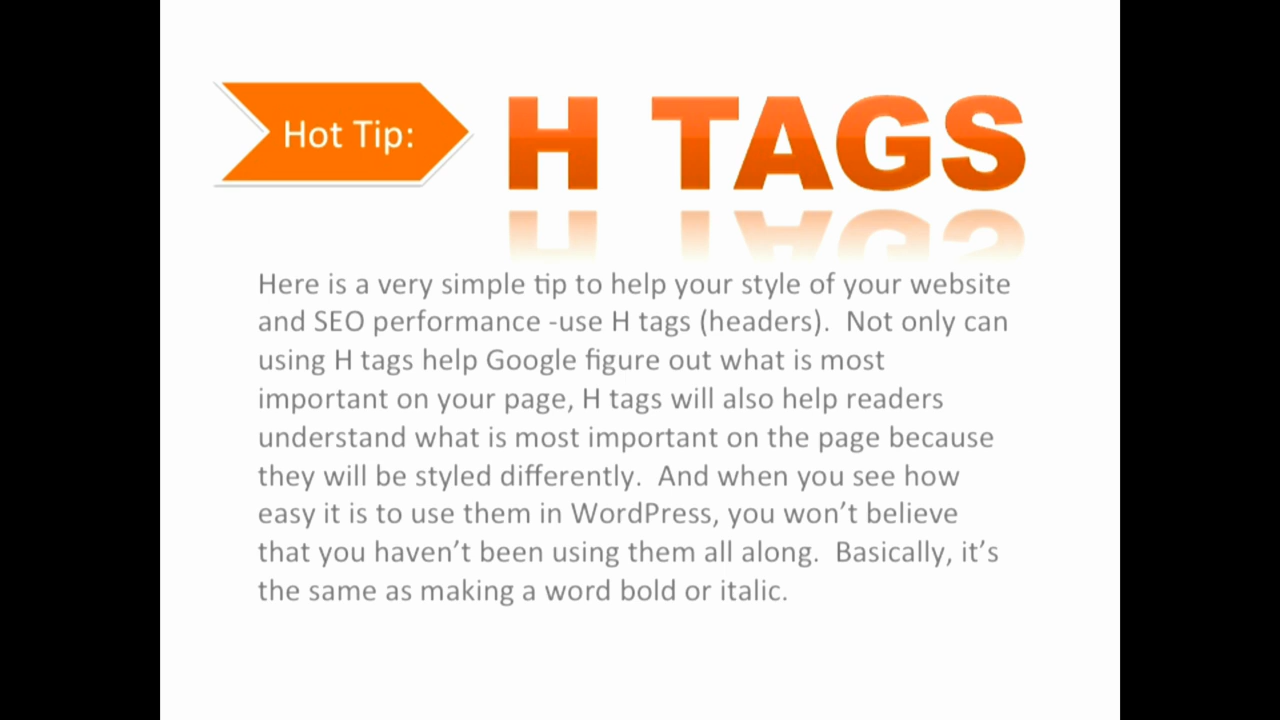 Hot Tip:
H TAGS
Here is a very simple tip to help your style of your website
and SEO performance -use H tags (headers).  Not only can
using H tags help Google figure out what is most
important on your page, H tags will also help readers
understand what is most important on the page because
they will be styled differently.  And when you see how
easy it is to use them in WordPress, you won’t believe
that you haven’t been using them all along.  Basically, it’s
the same as making a word bold or italic.